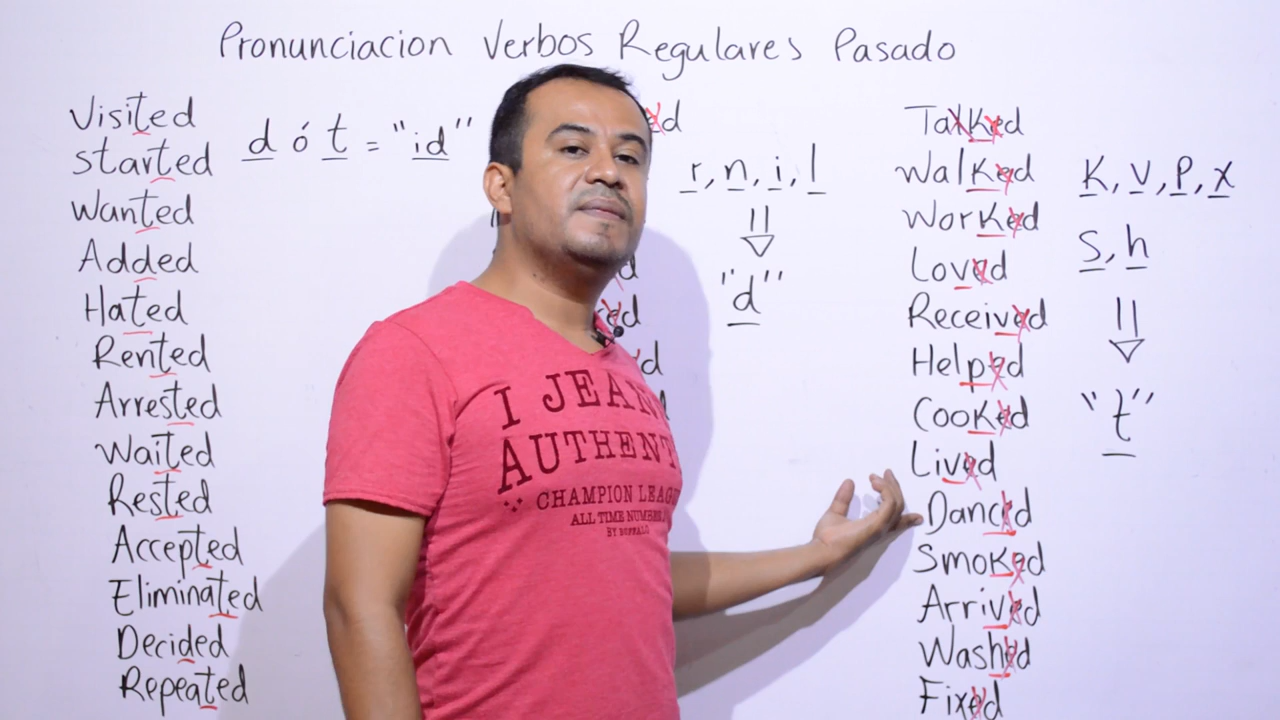 Pronunciacion Verbos Regulares Pasado
Visited
Started
Wanted
Added
Hated
Rented
Arrested
Waited
Rested
Accepted
Eliminated
Decided
Repeated
d ó t = "id"
r, n, i, l
"d"
Talked
Walked
Worked
Loved
Received
Helped
Cooked
Lived
Danced
Smoked
Arrived
Washed
Fixed
K, v, P, x
S, h
"t"
I JEAN
AUTHENT
CHAMPION LEAG
ALL TIME NUMBER
BY BUFFALO